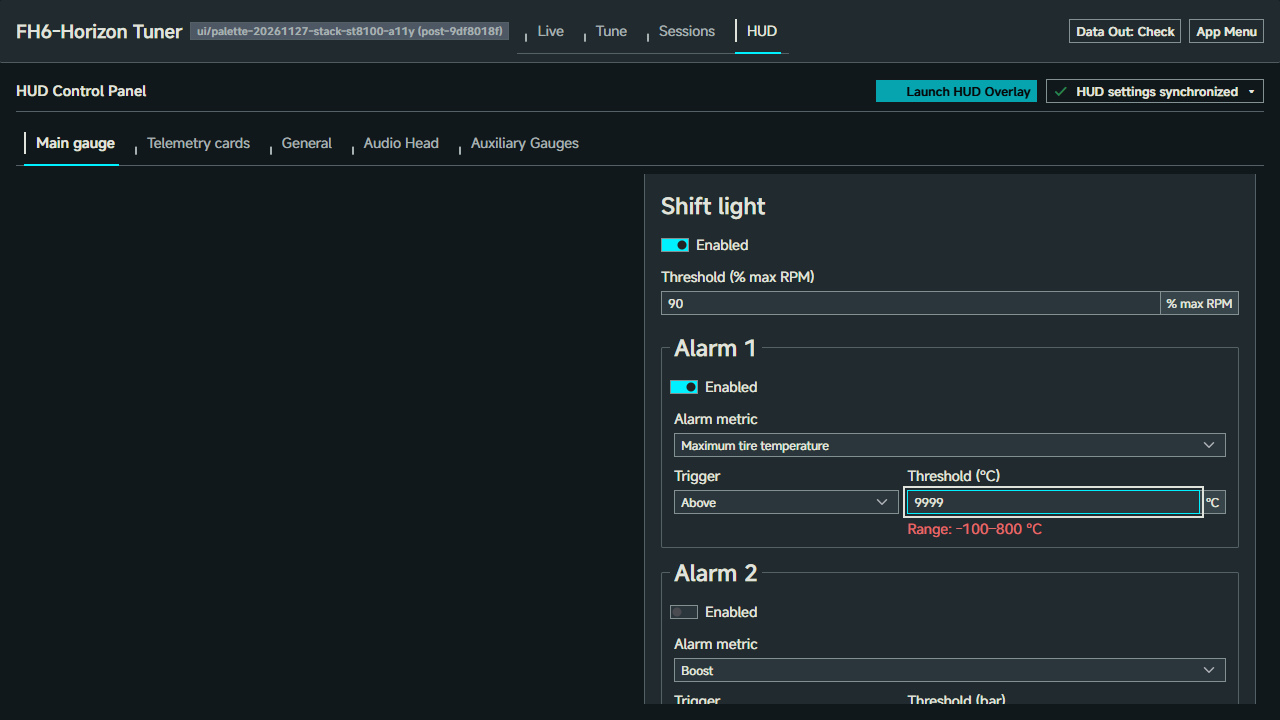 FH6-Horizon Tuner
ui/palette-20261127-stack-st8100-a11y (post-9df8018f)
Live
Tune
Sessions
HUD
Data Out: Check
App Menu
HUD Control Panel
Launch HUD Overlay
HUD settings synchronized
Main gauge
Telemetry cards
General
Audio Head
Auxiliary Gauges
Shift light
Enabled
Threshold (% max RPM)
90
% max RPM
Alarm 1
Enabled
Alarm metric
Maximum tire temperature
Trigger
Threshold (°C)
Above
9999
°C
Range: -100–800 °C
Alarm 2
Enabled
Alarm metric
Boost
Trigger
Threshold (bar)